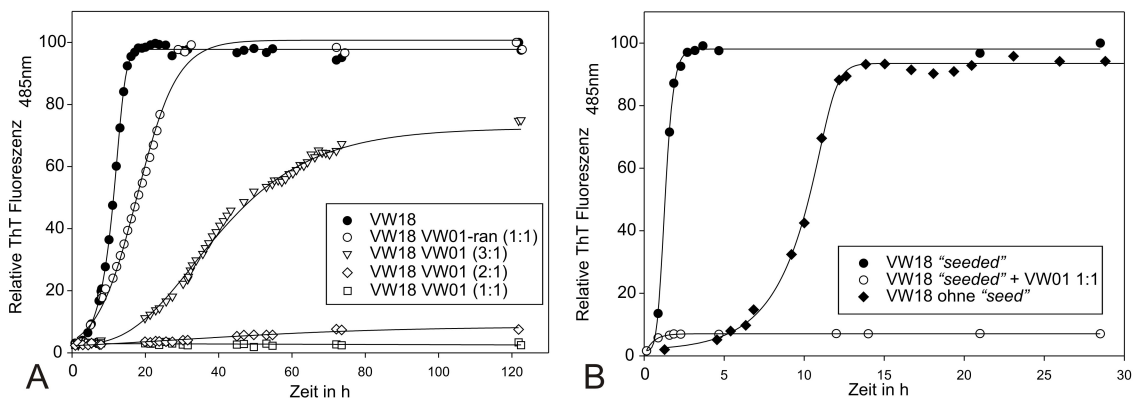 Relative ThT Fluoreszenz 485nm
100
80
60
40
20
0
0 20 40 60 80 100 120
Zeit in h
A
VW18
VW18 VW01-ran (1:1)
VW18 VW01 (3:1)
VW18 VW01 (2:1)
VW18 VW01 (1:1)
Relative ThT Fluoreszenz 485nm
100
80
60
40
20
0
0 5 10 15 20 25 30
Zeit in h
B
VW18 "seeded"
VW18 "seeded" + VW01 1:1
VW18 ohne "seed"